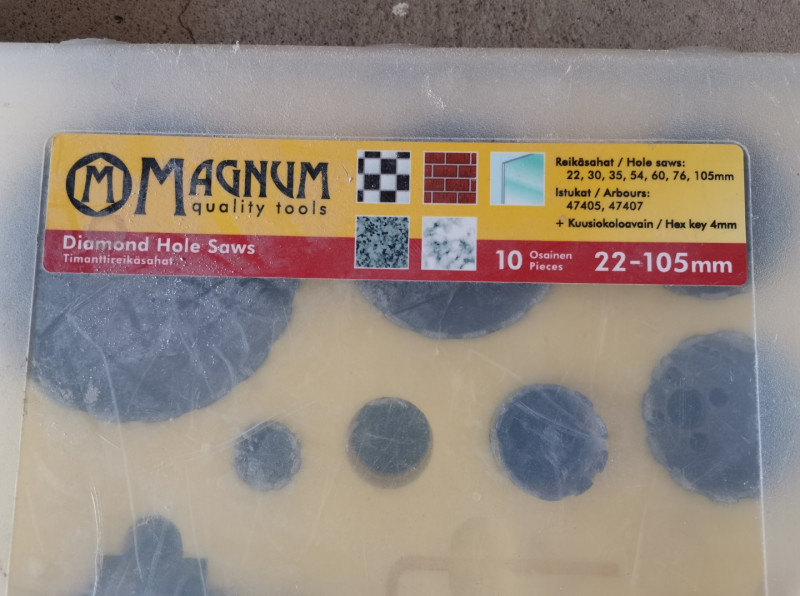 M MAGNUM
quality tools
Diamond Hole Saws
Timanttireikäsahat
Reikäsahat / Hole saws:
22, 30, 35, 54, 60, 76, 105mm
Istukat / Arbours:
47405, 47407
+ Kuusiokoloavain / Hex key 4mm
10 Osainen
Pieces
22-105mm